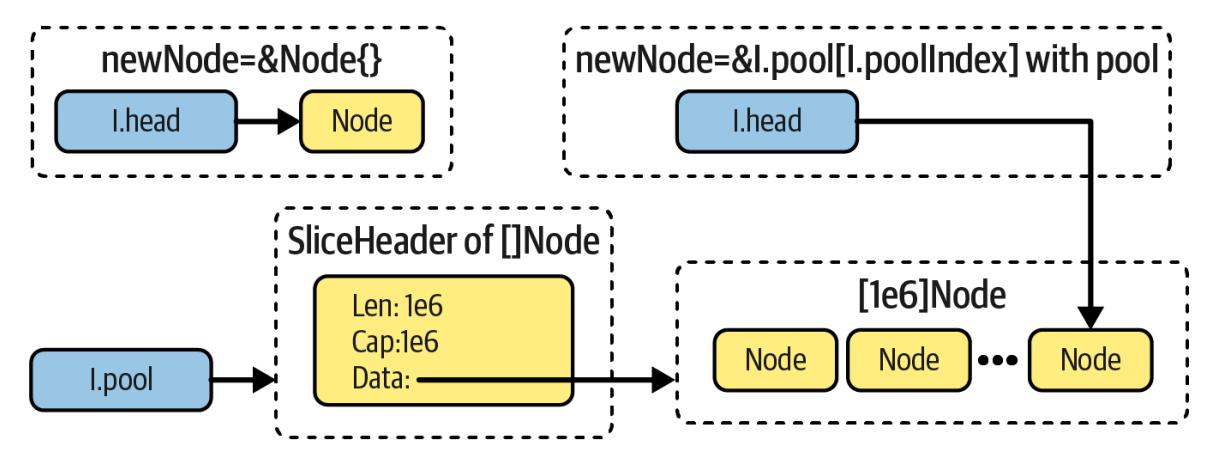 newNode=&Node{}
I.head
Node
newNode=&I.pool[I.poolIndex] with pool
I.head
SliceHeader of []Node
Len: 1e6
Cap:1e6
Data:
I.pool
[1e6]Node
Node
Node
•••
Node